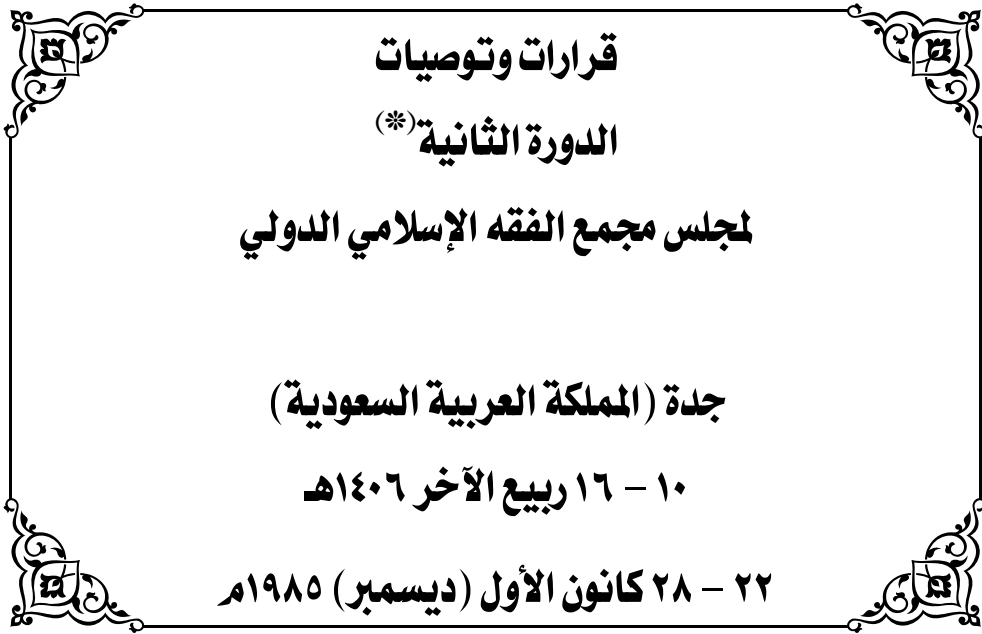 قرارات وتوصيات
الدورة الثانية(*)
لمجلس مجمع الفقه الإسلامي الدولي
جدة (المملكة العربية السعودية)
١٠ – ١٦ ربيع الآخر ١٤٠٦هـ
٢٢ – ٢٨ كانون الأول (ديسمبر) ١٩٨٥م